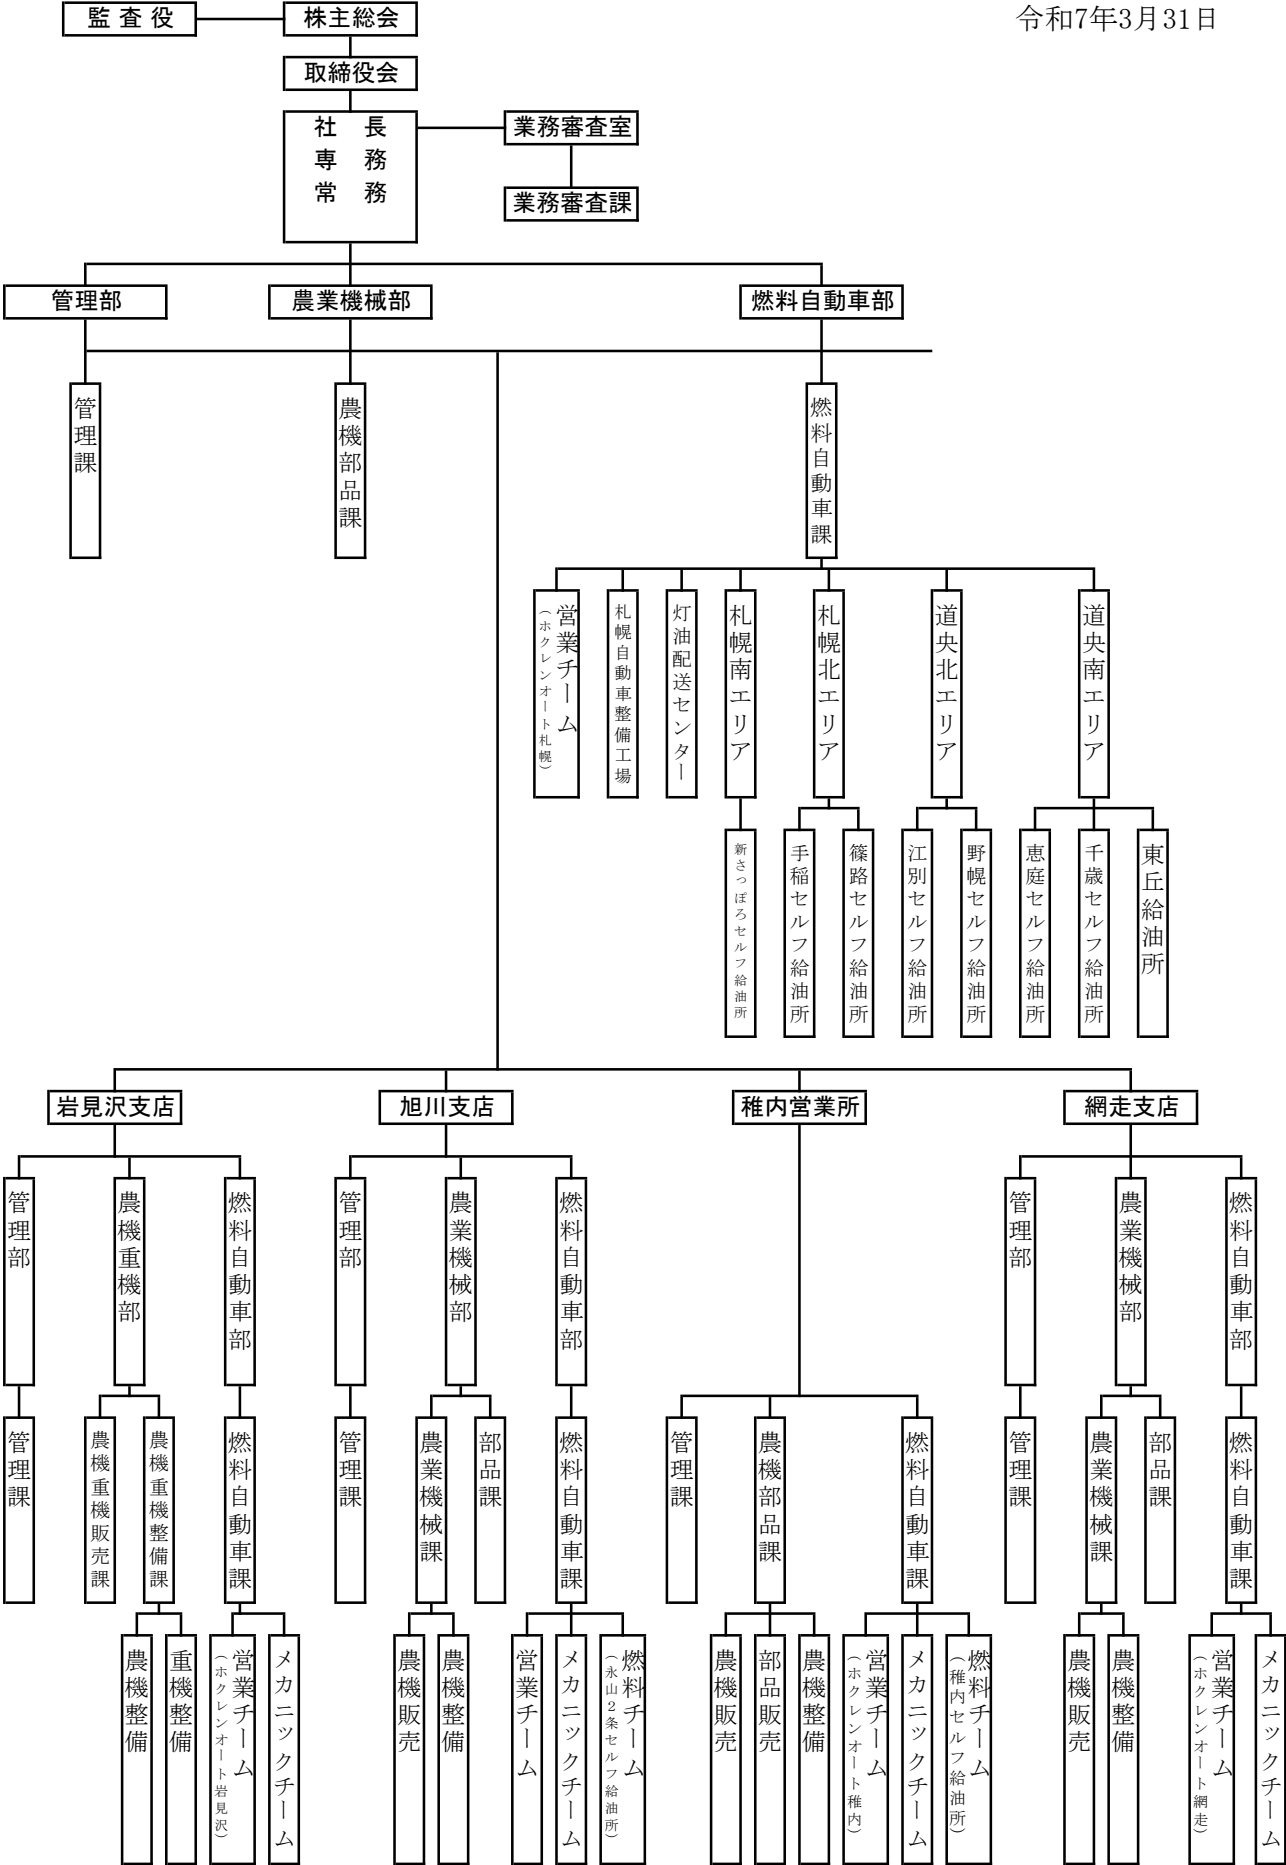 令和7年3月31日
監 査 役
株主総会
取締役会
社　長
専　務
常　務
業務審査室
業務審査課
管理部
農業機械部
燃料自動車部
管理課
農機部品課
燃料自動車課
営業チーム
（ホクレンオート札幌）
札幌自動車整備工場
灯油配送センター
札幌南エリア
札幌北エリア
道央北エリア
道央南エリア
新さっぽろセルフ給油所
手稲セルフ給油所
篠路セルフ給油所
江別セルフ給油所
野幌セルフ給油所
恵庭セルフ給油所
千歳セルフ給油所
東丘給油所
岩見沢支店
旭川支店
稚内営業所
網走支店
管理部
農機重機部
燃料自動車部
管理部
農業機械部
燃料自動車部
管理部
農業機械部
燃料自動車部
管理課
農機重機販売課
農機重機整備課
燃料自動車課
管理課
農業機械課
部品課
燃料自動車課
管理課
農機部品課
燃料自動車課
管理課
農業機械課
部品課
燃料自動車課
農機整備
重機整備
営業チーム
（ホクレンオート岩見沢）
メカニックチーム
農機販売
農機整備
営業チーム
メカニックチーム
燃料チーム
（永山２条セルフ給油所）
農機販売
部品販売
農機整備
営業チーム
（ホクレンオート稚内）
メカニックチーム
燃料チーム
（稚内セルフ給油所）
農機販売
農機整備
営業チーム
（ホクレンオート網走）
メカニックチーム